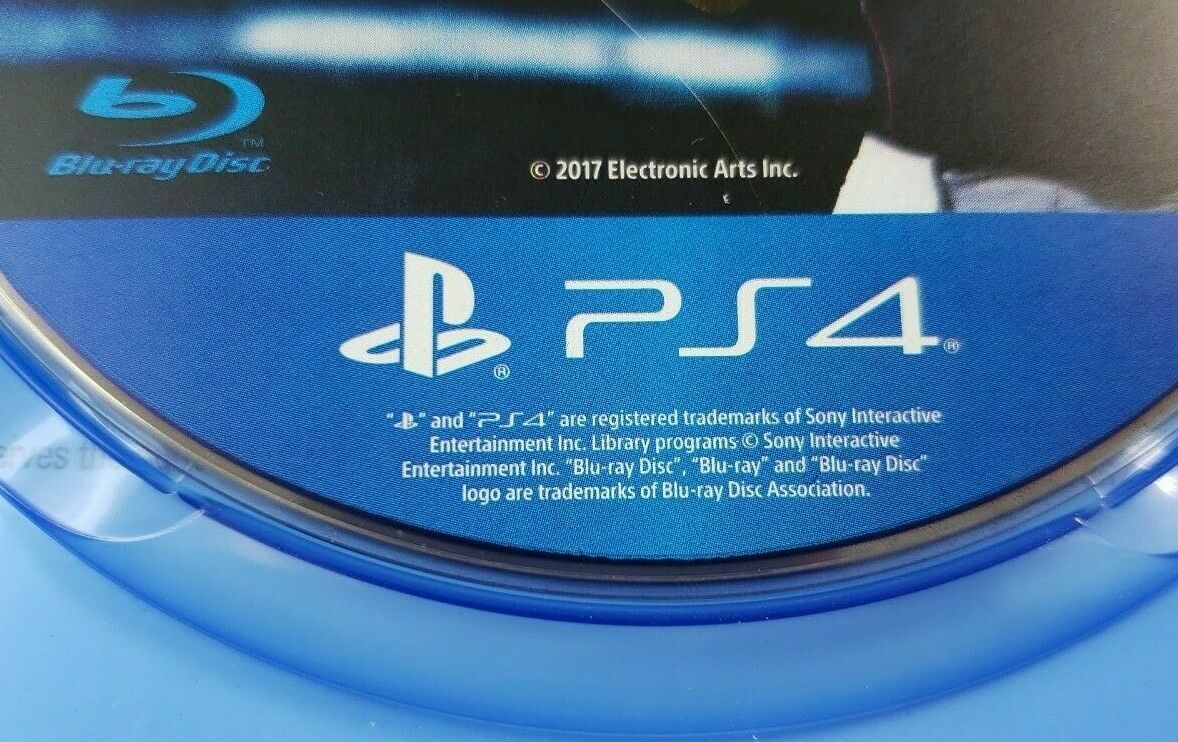 Blu-ray Disc™
© 2017 Electronic Arts Inc.
E
PS4®
"PS" and "PS4" are registered trademarks of Sony Interactive
Entertainment Inc. Library programs © Sony Interactive
Entertainment Inc. "Blu-ray Disc", "Blu-ray" and "Blu-ray Disc"
logo are trademarks of Blu-ray Disc Association.